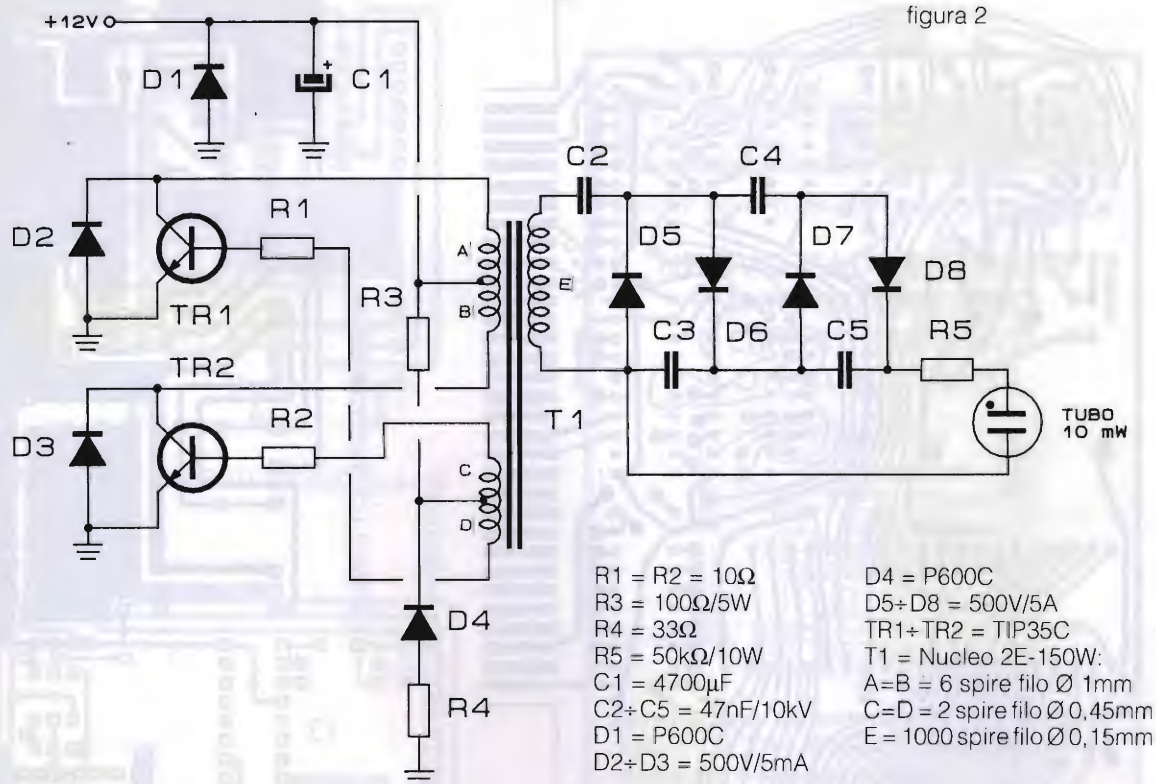 figura 2
+12V
D1
C1
+
C2
C4
R1
D2
A
D5
D7
D8
E
R3
B
TR1
C3
D6
C5
R5
TR2
T1
R2
TUBO
10 mW
D3
C
D
D4
R4
R1 = R2 = 10Ω
R3 = 100Ω/5W
R4 = 33Ω
R5 = 50kΩ/10W
C1 = 4700µF
C2÷C5 = 47nF/10kV
D1 = P600C
D2÷D3 = 500V/5mA
D4 = P600C
D5÷D8 = 500V/5A
TR1÷TR2 = TIP35C
T1 = Nucleo 2E-150W:
A=B = 6 spire filo Ø 1mm
C=D = 2 spire filo Ø 0,45mm
E = 1000 spire filo Ø 0,15mm